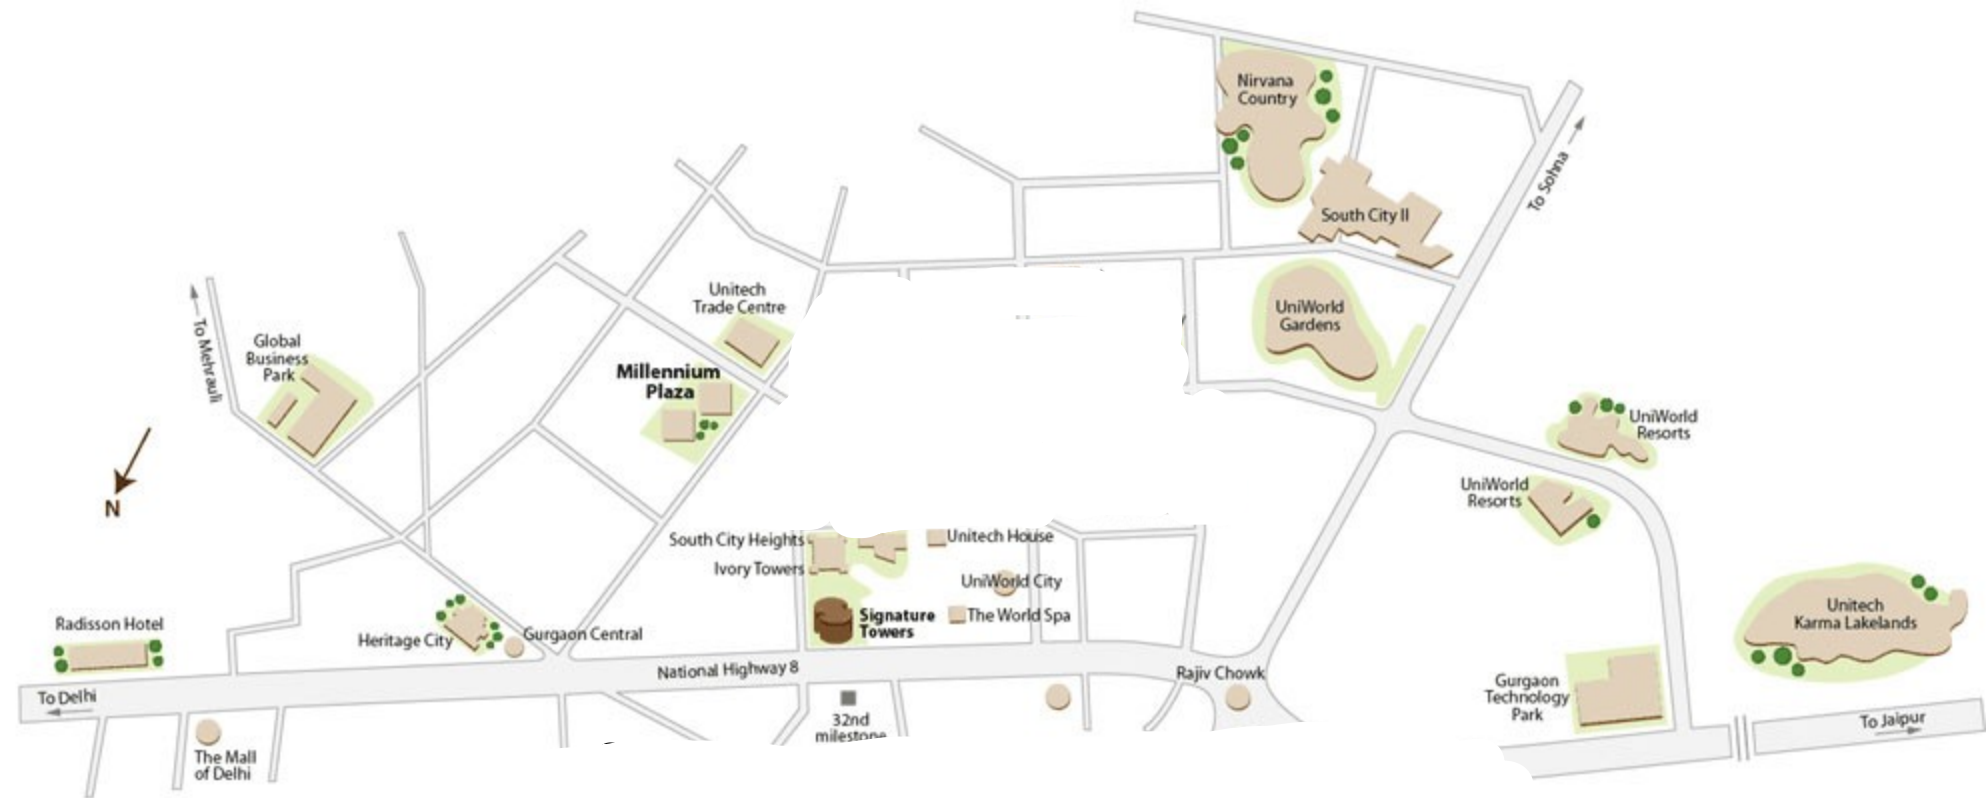 Nirvana
Country
To Sohna
South City II
Unitech
Trade Centre
UniWorld
Gardens
To Mehrauli
Global
Business
Park
Millennium
Plaza
UniWorld
Resorts
UniWorld
Resorts
N
South City Heights
Unitech House
Ivory Towers
UniWorld City
Signature
Towers
The World Spa
Radisson Hotel
Heritage City
Gurgaon Central
Unitech
Karma Lakelands
National Highway 8
Rajiv Chowk
To Delhi
Gurgaon
Technology
Park
32nd
milestone
To Jaipur
The Mall
of Delhi